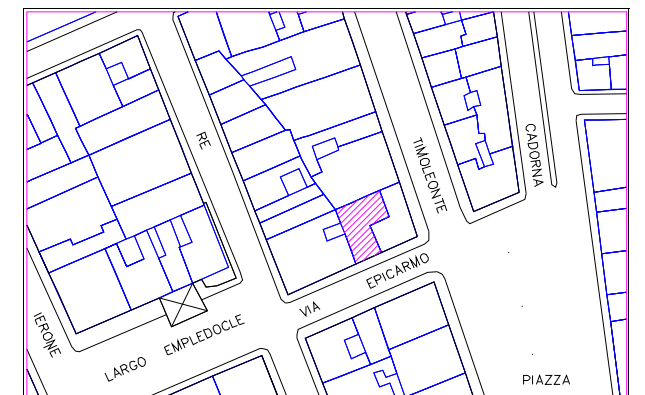 RE
TIMOLEONTE
CADORNA
VIA EPICARMO
IERONE
LARGO EMPLEDOCLE
PIAZZA